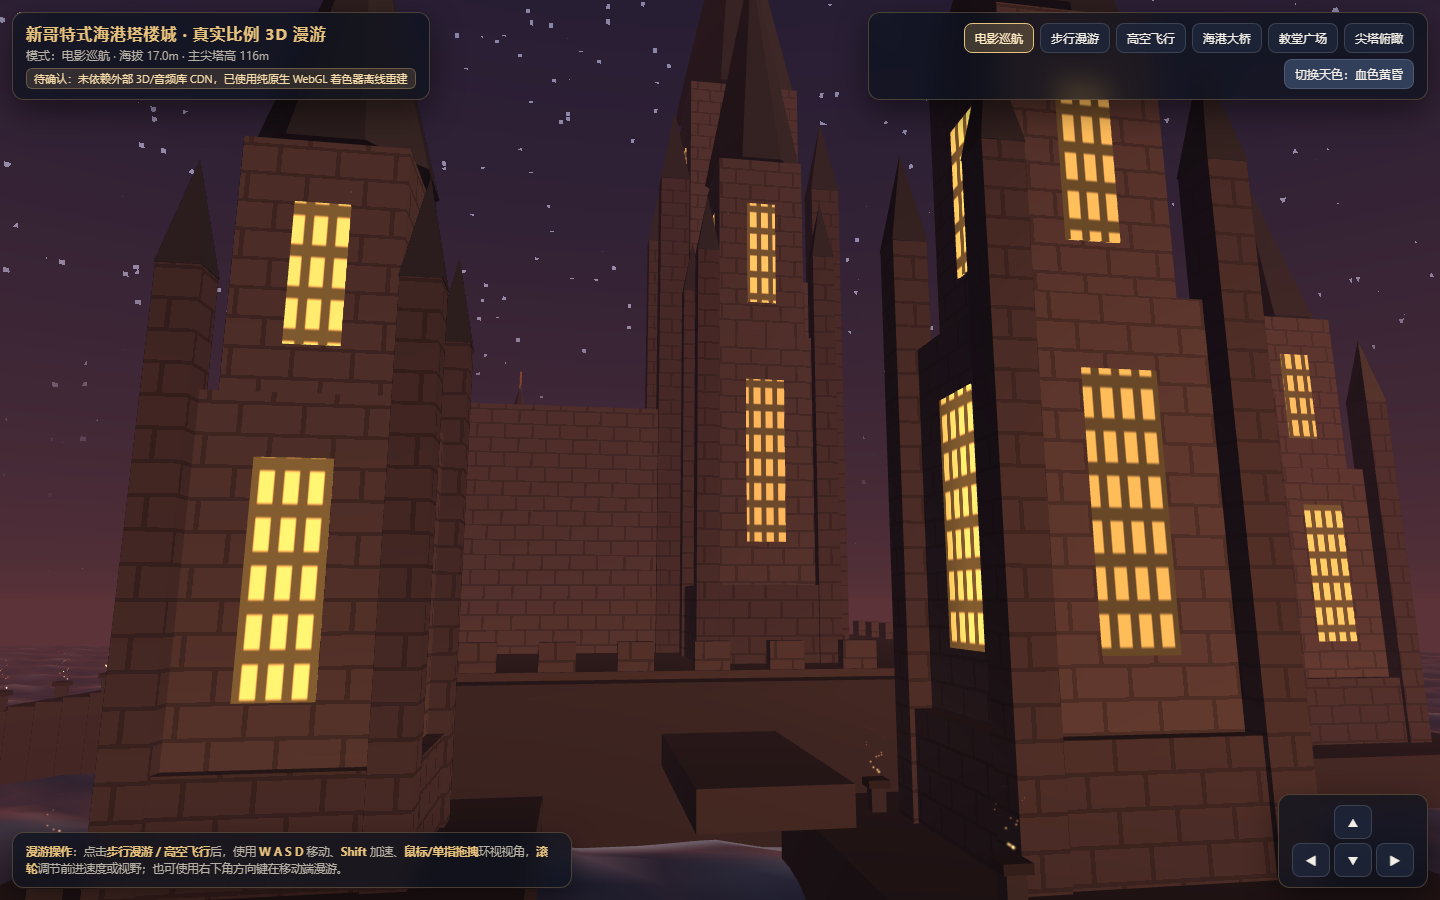 新哥特式海港塔楼城 · 真实比例 3D 漫游
模式：电影巡航 · 海拔 17.0m · 主尖塔高 116m
待确认：未依赖外部 3D/音频库 CDN，已使用纯原生 WebGL 着色器离线重建
电影巡航 步行漫游 高空飞行 海港大桥 教堂广场 尖塔俯瞰
切换天色：血色黄昏
漫游操作：点击步行漫游 / 高空飞行后，使用 W A S D 移动、Shift 加速、鼠标/单指拖拽环视视角，滚
轮调节前进速度或视野；也可使用右下角方向键在移动端漫游。